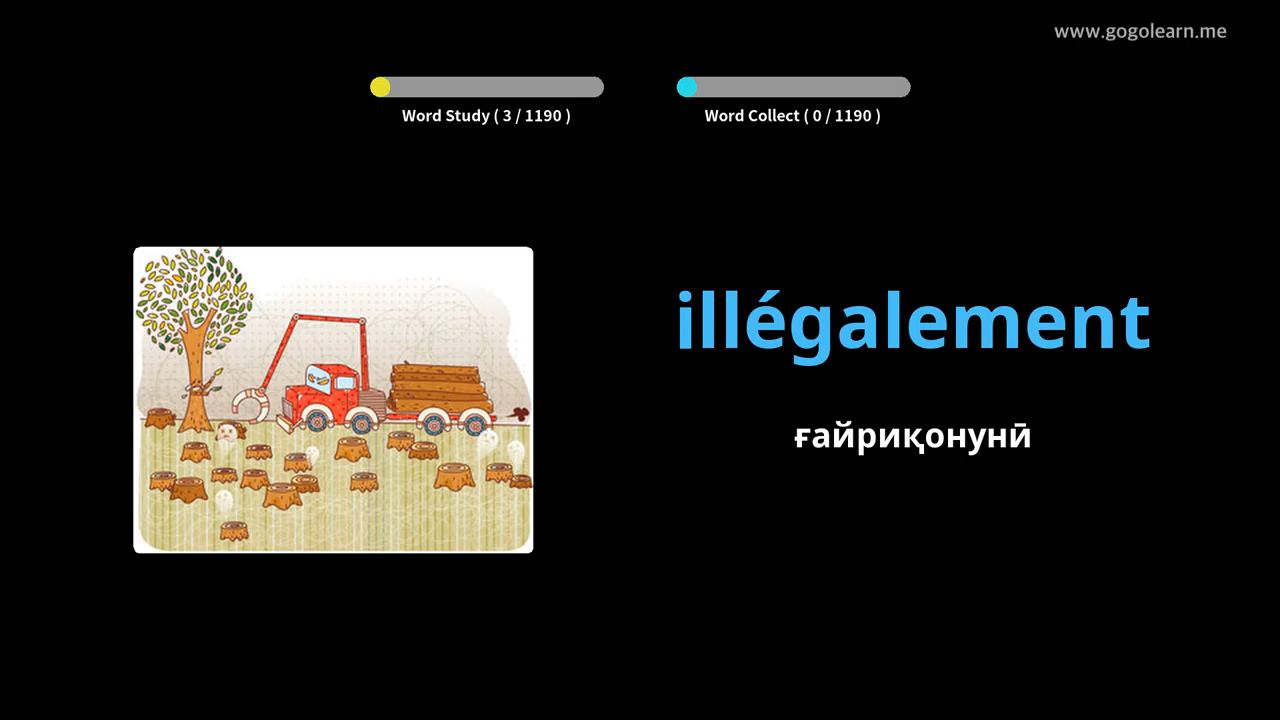 www.gogolearn.me
Word Study ( 3 / 1190 )
Word Collect ( 0 / 1190 )
illégalement
ғайриқонунӣ